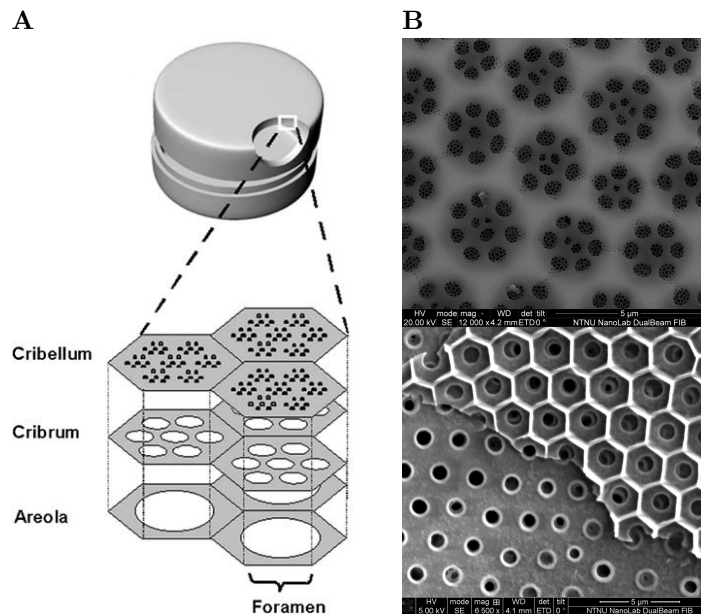 A
B
Cribellum
Cribrum
Areola
Foramen
HV mode mag WD det tilt 5 µm
20.00 kV SE 12 000 x 4.2 mm ETD 0° NTNU NanoLab DualBeam FIB
HV mode mag WD det tilt 5 µm
5.00 kV SE 6 500 x 4.1 mm ETD 0° NTNU NanoLab DualBeam FIB